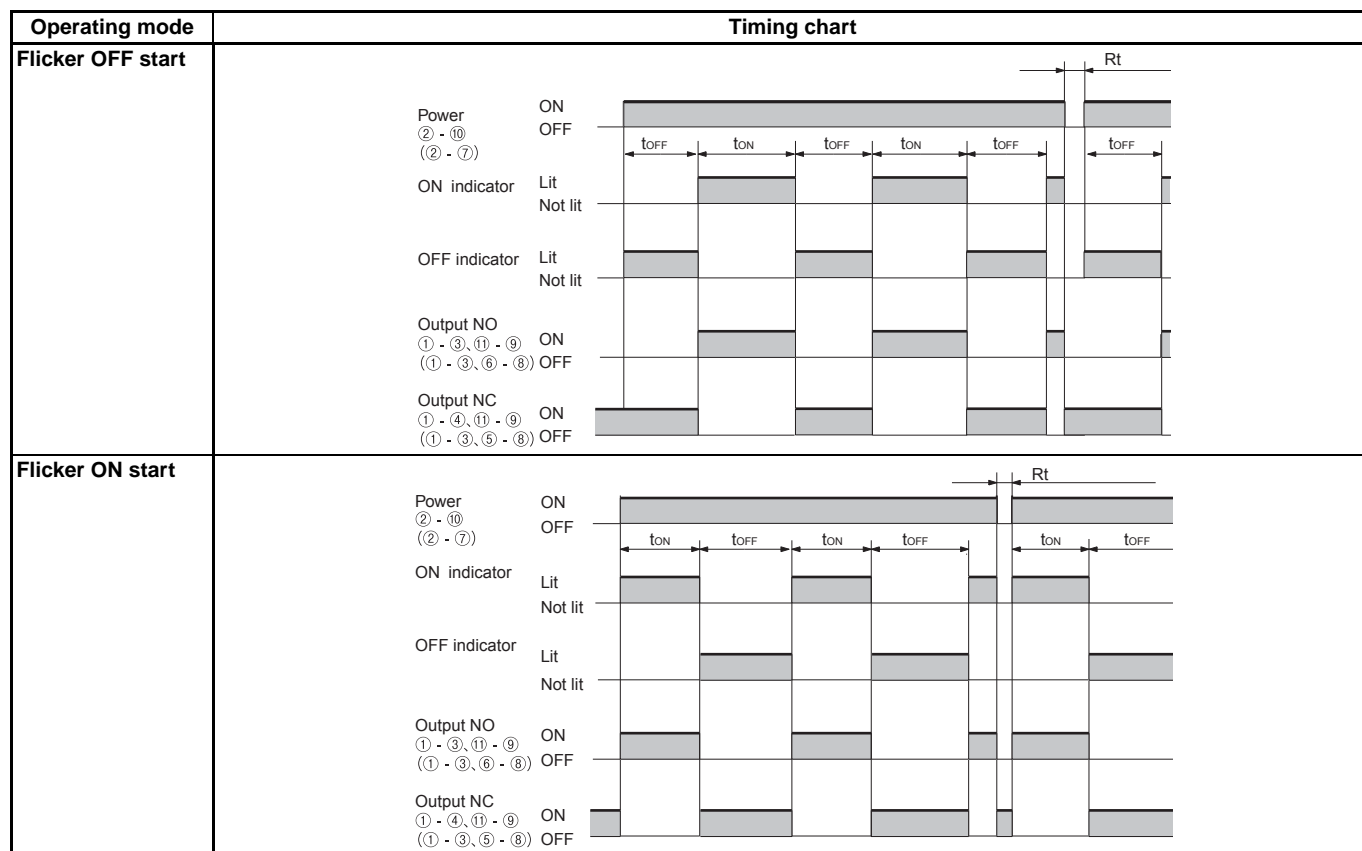 Operating mode Timing chart
Flicker OFF start
Rt
Power ON
② - ⑩ OFF
(② - ⑦)
tOFF tON tOFF tON tOFF tOFF
ON indicator Lit
Not lit
OFF indicator Lit
Not lit
Output NO
① - ③、⑪ - ⑨ ON
(① - ③、⑥ - ⑧) OFF
Output NC
① - ④、⑪ - ⑨ ON
(① - ③、⑤ - ⑧) OFF
Flicker ON start
Rt
Power ON
② - ⑩ OFF
(② - ⑦)
tON tOFF tON tOFF tON tOFF
ON indicator Lit
Not lit
OFF indicator Lit
Not lit
Output NO
① - ③、⑪ - ⑨ ON
(① - ③、⑥ - ⑧) OFF
Output NC
① - ④、⑪ - ⑨ ON
(① - ③、⑤ - ⑧) OFF